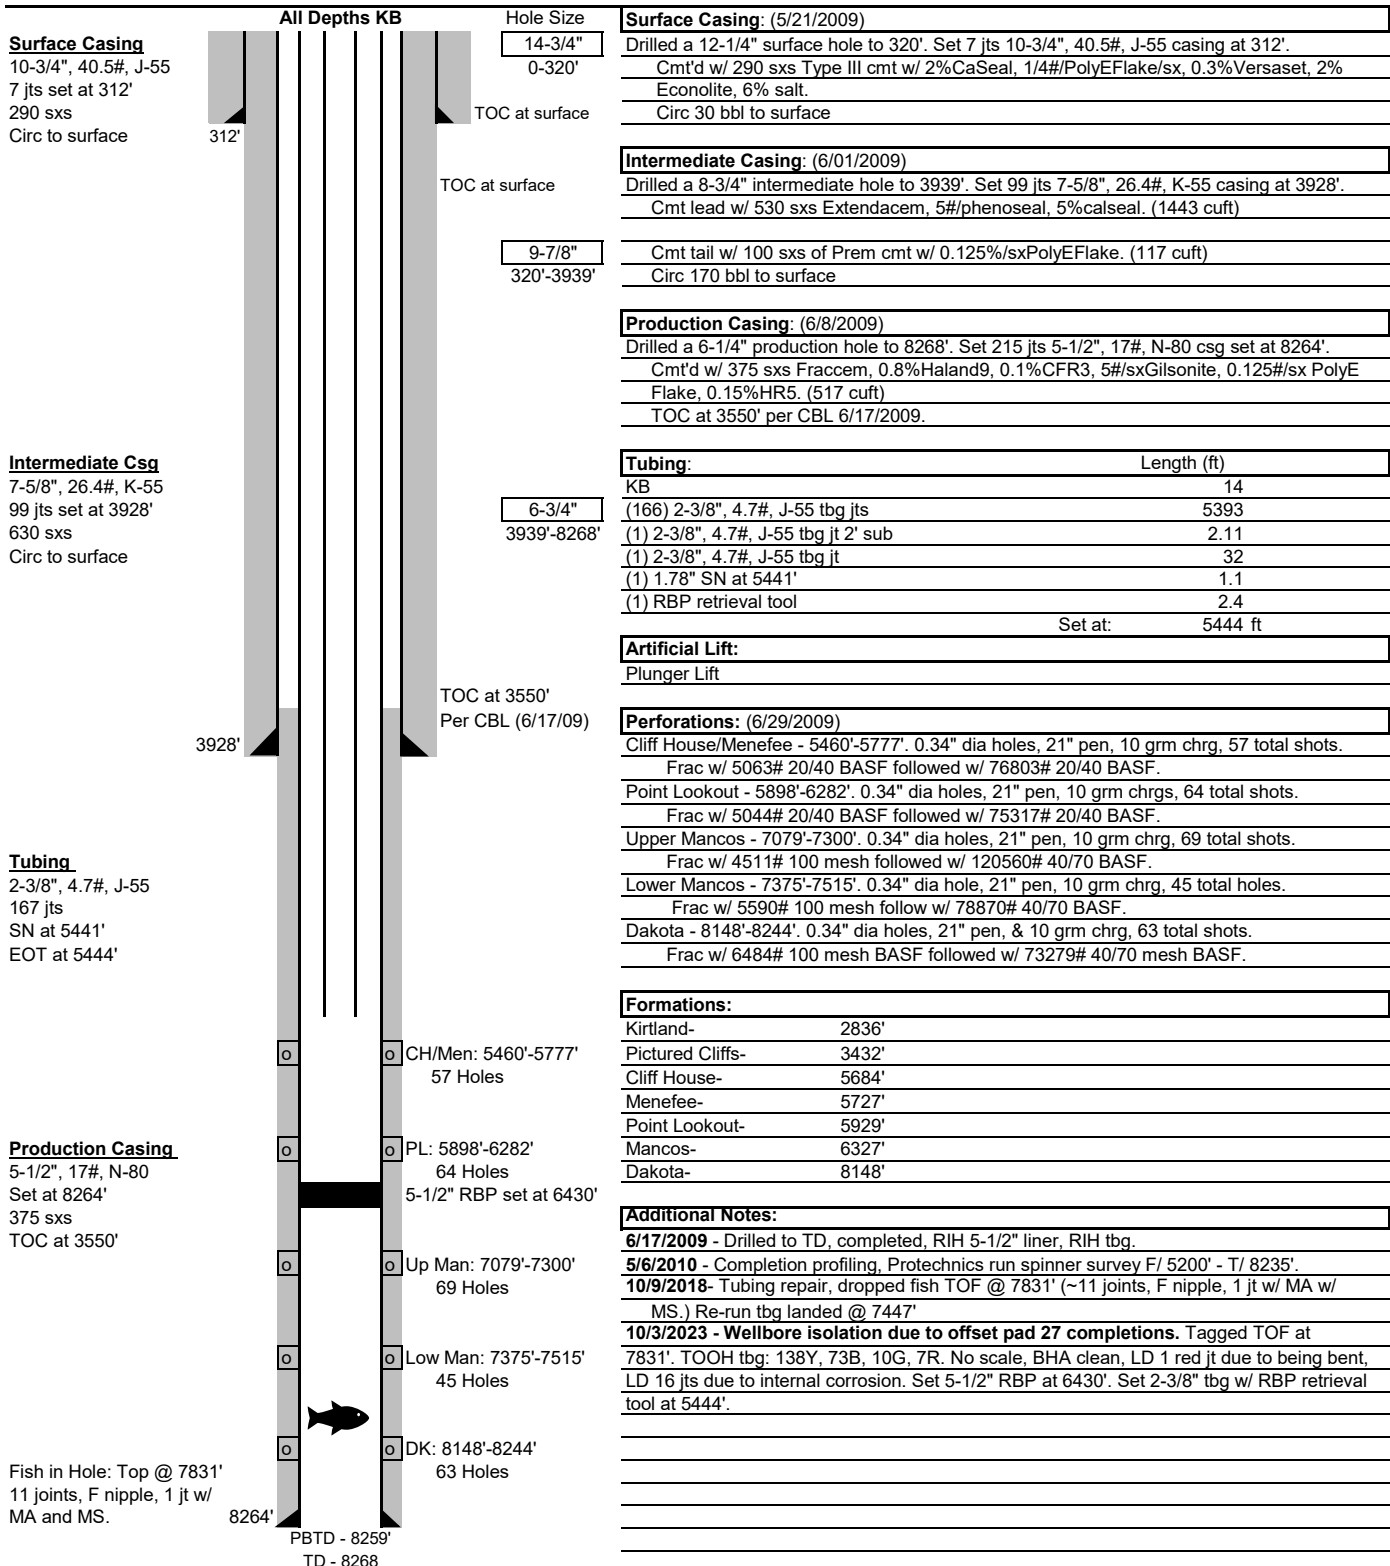 All Depths KB
Hole Size
Surface Casing
10-3/4", 40.5#, J-55
7 jts set at 312'
290 sxs
Circ to surface
312'
14-3/4"
0-320'
TOC at surface
TOC at surface
9-7/8"
320'-3939'
Intermediate Csg
7-5/8", 26.4#, K-55
99 jts set at 3928'
630 sxs
Circ to surface
6-3/4"
3939'-8268'
TOC at 3550'
Per CBL (6/17/09)
3928'
Tubing
2-3/8", 4.7#, J-55
167 jts
SN at 5441'
EOT at 5444'
CH/Men: 5460'-5777'
57 Holes
Production Casing
5-1/2", 17#, N-80
Set at 8264'
375 sxs
TOC at 3550'
PL: 5898'-6282'
64 Holes
5-1/2" RBP set at 6430'
Up Man: 7079'-7300'
69 Holes
Low Man: 7375'-7515'
45 Holes
DK: 8148'-8244'
63 Holes
o o
o o
o o
o o
o o
Fish in Hole: Top @ 7831'
11 joints, F nipple, 1 jt w/
MA and MS.
8264'
PBTD - 8259'
TD - 8268
Surface Casing: (5/21/2009)
Drilled a 12-1/4" surface hole to 320'. Set 7 jts 10-3/4", 40.5#, J-55 casing at 312'.
Cmt'd w/ 290 sxs Type III cmt w/ 2%CaSeal, 1/4#/PolyEFlake/sx, 0.3%Versaset, 2%
Econolite, 6% salt.
Circ 30 bbl to surface
Intermediate Casing: (6/01/2009)
Drilled a 8-3/4" intermediate hole to 3939'. Set 99 jts 7-5/8", 26.4#, K-55 casing at 3928'.
Cmt lead w/ 530 sxs Extendacem, 5#/phenoseal, 5%calseal. (1443 cuft)
Cmt tail w/ 100 sxs of Prem cmt w/ 0.125%/sxPolyEFlake. (117 cuft)
Circ 170 bbl to surface
Production Casing: (6/8/2009)
Drilled a 6-1/4" production hole to 8268'. Set 215 jts 5-1/2", 17#, N-80 csg set at 8264'.
Cmt'd w/ 375 sxs Fraccem, 0.8%Haland9, 0.1%CFR3, 5#/sxGilsonite, 0.125#/sx PolyE
Flake, 0.15%HR5. (517 cuft)
TOC at 3550' per CBL 6/17/2009.
Tubing: Length (ft)
KB 14
(166) 2-3/8", 4.7#, J-55 tbg jts 5393
(1) 2-3/8", 4.7#, J-55 tbg jt 2' sub 2.11
(1) 2-3/8", 4.7#, J-55 tbg jt 32
(1) 1.78" SN at 5441' 1.1
(1) RBP retrieval tool 2.4
Set at: 5444 ft
Artificial Lift:
Plunger Lift
Perforations: (6/29/2009)
Cliff House/Menefee - 5460'-5777'. 0.34" dia holes, 21" pen, 10 grm chrg, 57 total shots.
Frac w/ 5063# 20/40 BASF followed w/ 76803# 20/40 BASF.
Point Lookout - 5898'-6282'. 0.34" dia holes, 21" pen, 10 grm chrgs, 64 total shots.
Frac w/ 5044# 20/40 BASF followed w/ 75317# 20/40 BASF.
Upper Mancos - 7079'-7300'. 0.34" dia holes, 21" pen, 10 grm chrg, 69 total shots.
Frac w/ 4511# 100 mesh followed w/ 120560# 40/70 BASF.
Lower Mancos - 7375'-7515'. 0.34" dia hole, 21" pen, 10 grm chrg, 45 total holes.
Frac w/ 5590# 100 mesh follow w/ 78870# 40/70 BASF.
Dakota - 8148'-8244'. 0.34" dia holes, 21" pen, & 10 grm chrg, 63 total shots.
Frac w/ 6484# 100 mesh BASF followed w/ 73279# 40/70 mesh BASF.
Formations:
Kirtland- 2836'
Pictured Cliffs- 3432'
Cliff House- 5684'
Menefee- 5727'
Point Lookout- 5929'
Mancos- 6327'
Dakota- 8148'
Additional Notes:
6/17/2009 - Drilled to TD, completed, RIH 5-1/2" liner, RIH tbg.
5/6/2010 - Completion profiling, Protechnics run spinner survey F/ 5200' - T/ 8235'.
10/9/2018- Tubing repair, dropped fish TOF @ 7831' (~11 joints, F nipple, 1 jt w/ MA w/
MS.) Re-run tbg landed @ 7447'
10/3/2023 - Wellbore isolation due to offset pad 27 completions. Tagged TOF at
7831'. TOOH tbg: 138Y, 73B, 10G, 7R. No scale, BHA clean, LD 1 red jt due to being bent,
LD 16 jts due to internal corrosion. Set 5-1/2" RBP at 6430'. Set 2-3/8" tbg w/ RBP retrieval
tool at 5444'.